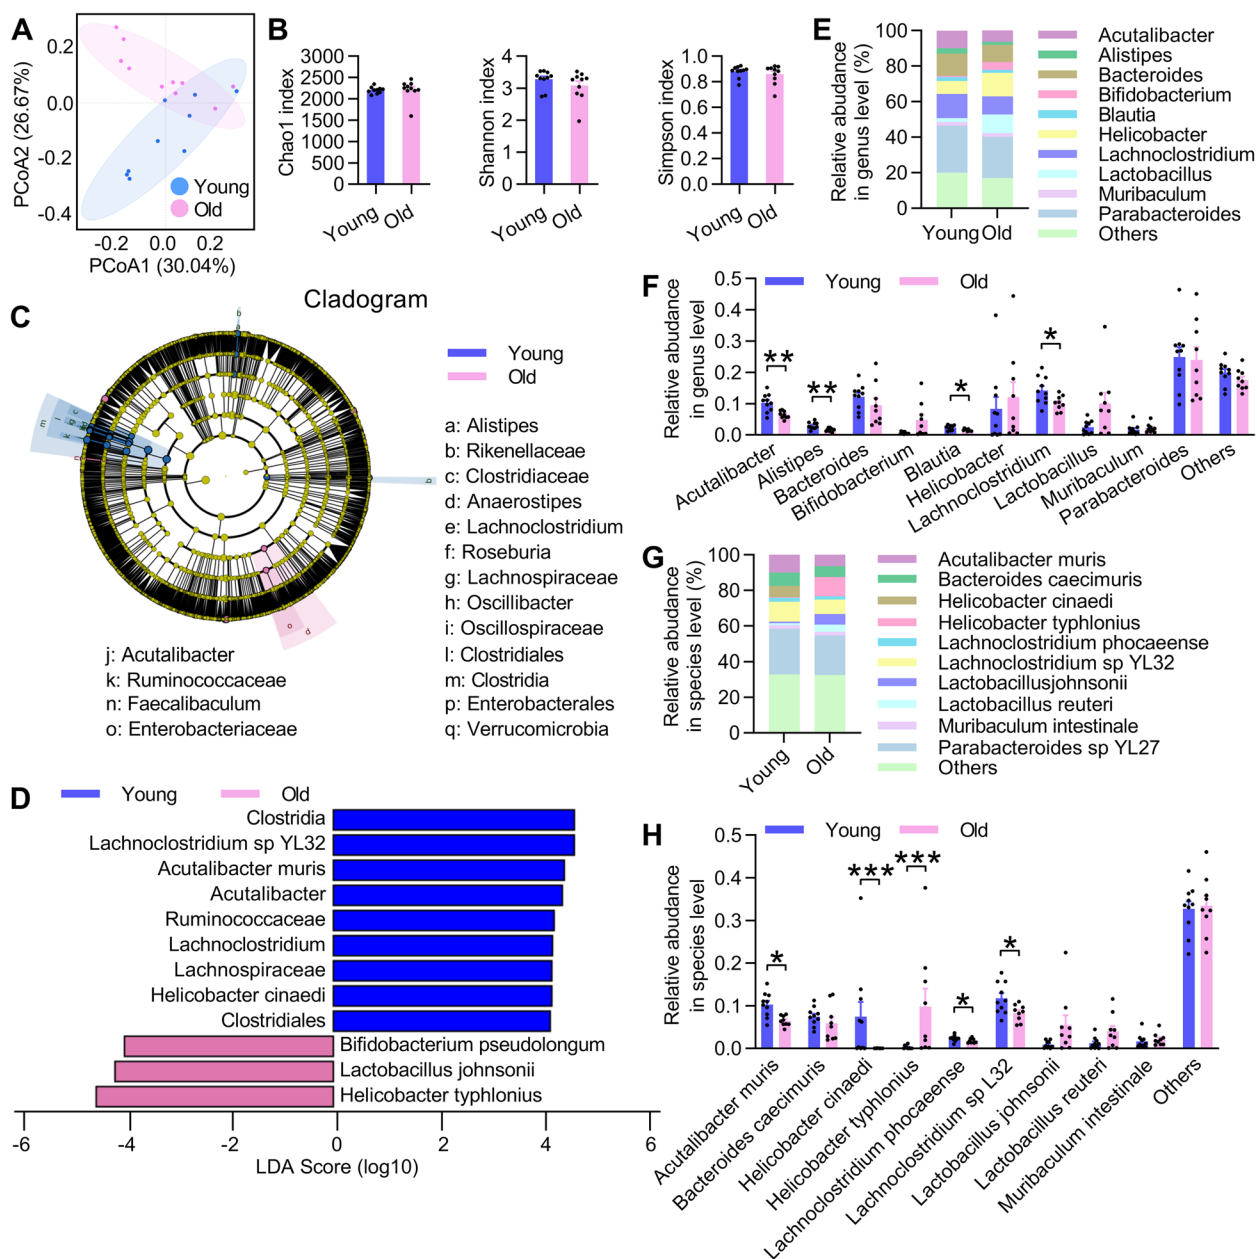 A
0.2
0.0
-0.2
-0.4
PCoA2 (26.67%)
Young
Old
-0.2
0.0
0.2
PCoA1 (30.04%)
B
3000
2500
2000
1500
1000
500
0
Chao1 index
Young
Old
4
3
2
1
0
Shannon index
Young
Old
1.0
0.8
0.6
0.4
0.2
0.0
Simpson index
Young
Old
E
100
80
60
40
20
0
Relative abudance
in genus level (%)
Young
Old
Acutalibacter
Alistipes
Bacteroides
Bifidobacterium
Blautia
Helicobacter
Lachnoclostridium
Lactobacillus
Muribaculum
Parabacteroides
Others
C
Cladogram
Young
Old
a: Alistipes
b: Rikenellaceae
c: Clostridiaceae
d: Anaerostipes
e: Lachnoclostridium
f: Roseburia
g: Lachnospiraceae
h: Oscillibacter
i: Oscillospiraceae
l: Clostridiales
m: Clostridia
p: Enterobacterales
q: Verrucomicrobia
j: Acutalibacter
k: Ruminococcaceae
n: Faecalibaculum
o: Enterobacteriaceae
b
m
k
n
b
o
d
F
0.5
0.4
0.3
0.2
0.1
0.0
Relative abudance
in genus level
Young
Old
**
**
*
*
Acutalibacter
Alistipes
Bacteroides
Bifidobacterium
Blautia
Helicobacter
Lachnoclostridium
Lactobacillus
Muribaculum
Parabacteroides
Others
G
100
80
60
40
20
0
Relative abudance
in species level (%)
Young
Old
Acutalibacter muris
Bacteroides caecimuris
Helicobacter cinaedi
Helicobacter typhlonius
Lachnoclostridium phocaeense
Lachnoclostridium sp YL32
Lactobacillusjohnsonii
Lactobacillus reuteri
Muribaculum intestinale
Parabacteroides sp YL27
Others
D
Young
Old
Clostridia
Lachnoclostridium sp YL32
Acutalibacter muris
Acutalibacter
Ruminococcaceae
Lachnoclostridium
Lachnospiraceae
Helicobacter cinaedi
Clostridiales
Bifidobacterium pseudolongum
Lactobacillus johnsonii
Helicobacter typhlonius
-6
-4
-2
0
2
4
6
LDA Score (log10)
H
0.5
0.4
0.3
0.2
0.1
0.0
Relative abudance
in species level
Young
Old
*
***
***
*
*
Acutalibacter muris
Bacteroides caecimuris
Helicobacter cinaedi
Helicobacter typhlonius
Lachnoclostridium phocaeense
Lachnoclostridium sp L32
Lactobacillus johnsonii
Lactobacillus reuteri
Muribaculum intestinale
Others